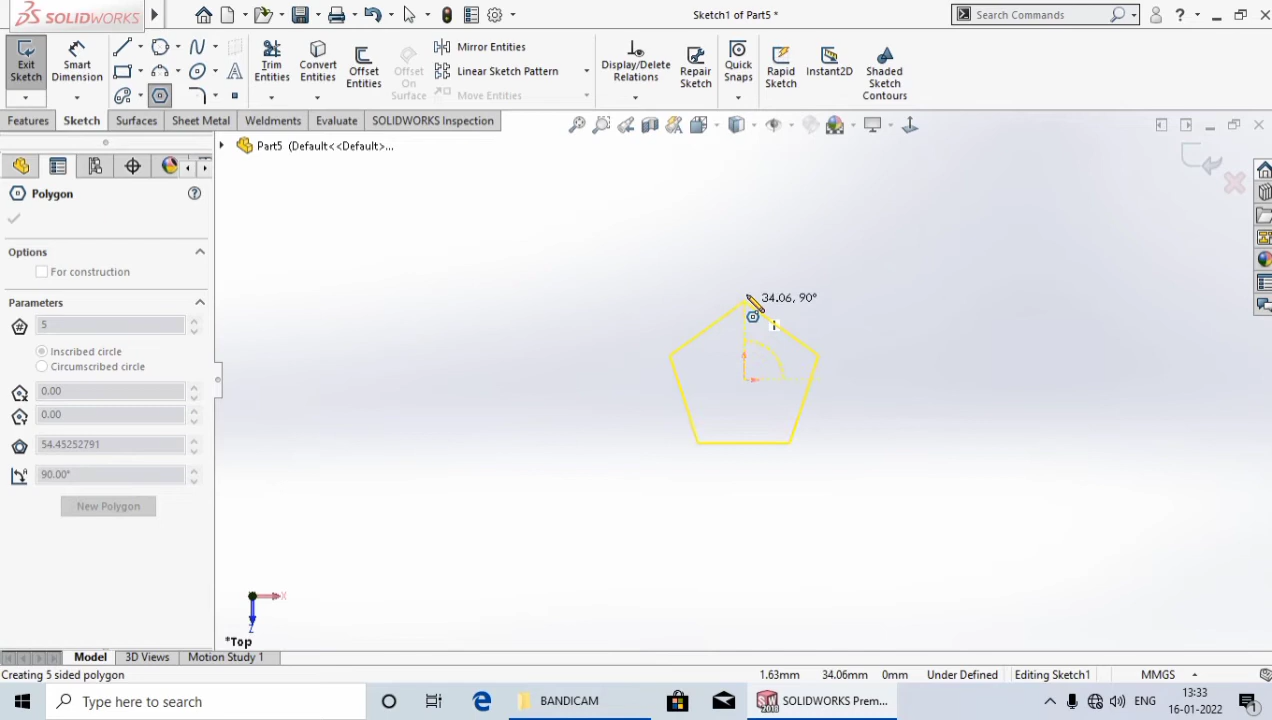 SOLIDWORKS
Sketch1 of Part5 *
Search Commands
Exit Sketch
Smart Dimension
Trim Entities
Convert Entities
Offset Entities
Offset On Surface
Mirror Entities
Linear Sketch Pattern
Move Entities
Display/Delete Relations
Repair Sketch
Quick Snaps
Rapid Sketch
Instant2D
Shaded Sketch Contours
Features
Sketch
Surfaces
Sheet Metal
Weldments
Evaluate
SOLIDWORKS Inspection
Part5 (Default<<Default>...
Polygon
Options
For construction
Parameters
5
Inscribed circle
Circumscribed circle
0.00
0.00
54.45252791
90.00°
New Polygon
34.06, 90°
X
Z
*Top
Model
3D Views
Motion Study 1
Creating 5 sided polygon
1.63mm
34.06mm
0mm
Under Defined
Editing Sketch1
MMGS
Type here to search
BANDICAM
SOLIDWORKS Prem...
ENG
13:33
16-01-2022